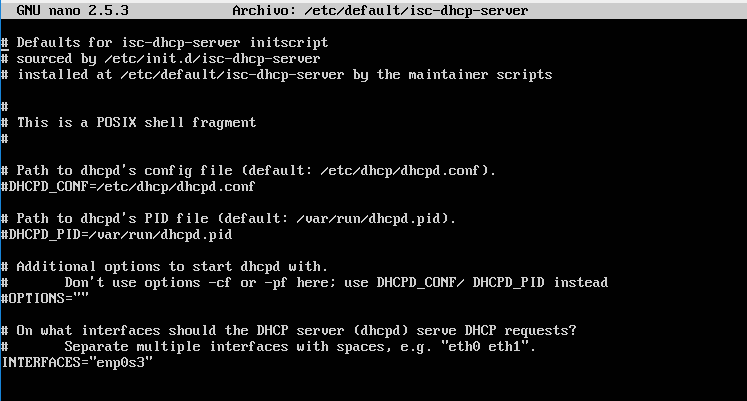 GNU nano 2.5.3 Archivo: /etc/default/isc-dhcp-server
# Defaults for isc-dhcp-server initscript
# sourced by /etc/init.d/isc-dhcp-server
# installed at /etc/default/isc-dhcp-server by the maintainer scripts
#
# This is a POSIX shell fragment
#
# Path to dhcpd's config file (default: /etc/dhcp/dhcpd.conf).
#DHCPD_CONF=/etc/dhcp/dhcpd.conf
# Path to dhcpd's PID file (default: /var/run/dhcpd.pid).
#DHCPD_PID=/var/run/dhcpd.pid
# Additional options to start dhcpd with.
# Don't use options -cf or -pf here; use DHCPD_CONF/ DHCPD_PID instead
#OPTIONS=""
# On what interfaces should the DHCP server (dhcpd) serve DHCP requests?
# Separate multiple interfaces with spaces, e.g. "eth0 eth1".
INTERFACES="enp0s3"